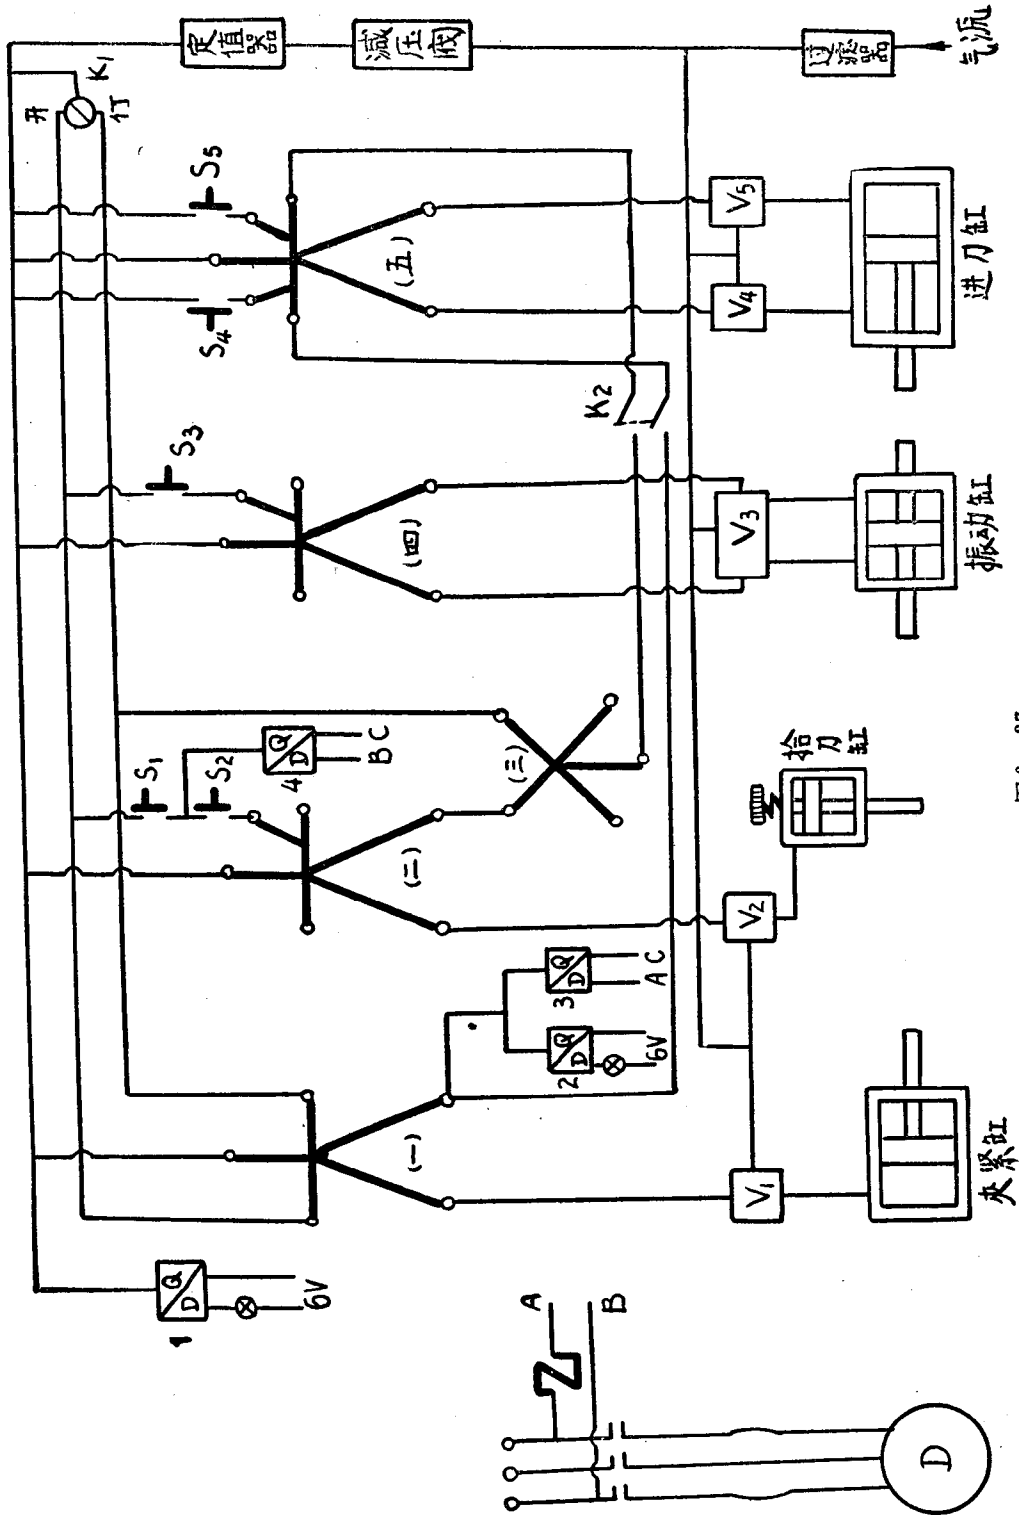 气流
过滤器
减压阀
定值器
K1
开
仃
S5
S4
(五)
V5
V4
进刀缸
K2
S3
(四)
V3
振动缸
S1
S2
Q
D
4
B C
(三)
(二)
V2
抬刀缸
Q
D
3
A C
Q
D
2
6V
(一)
V1
夹紧缸
Q
D
1
6V
A
B
D